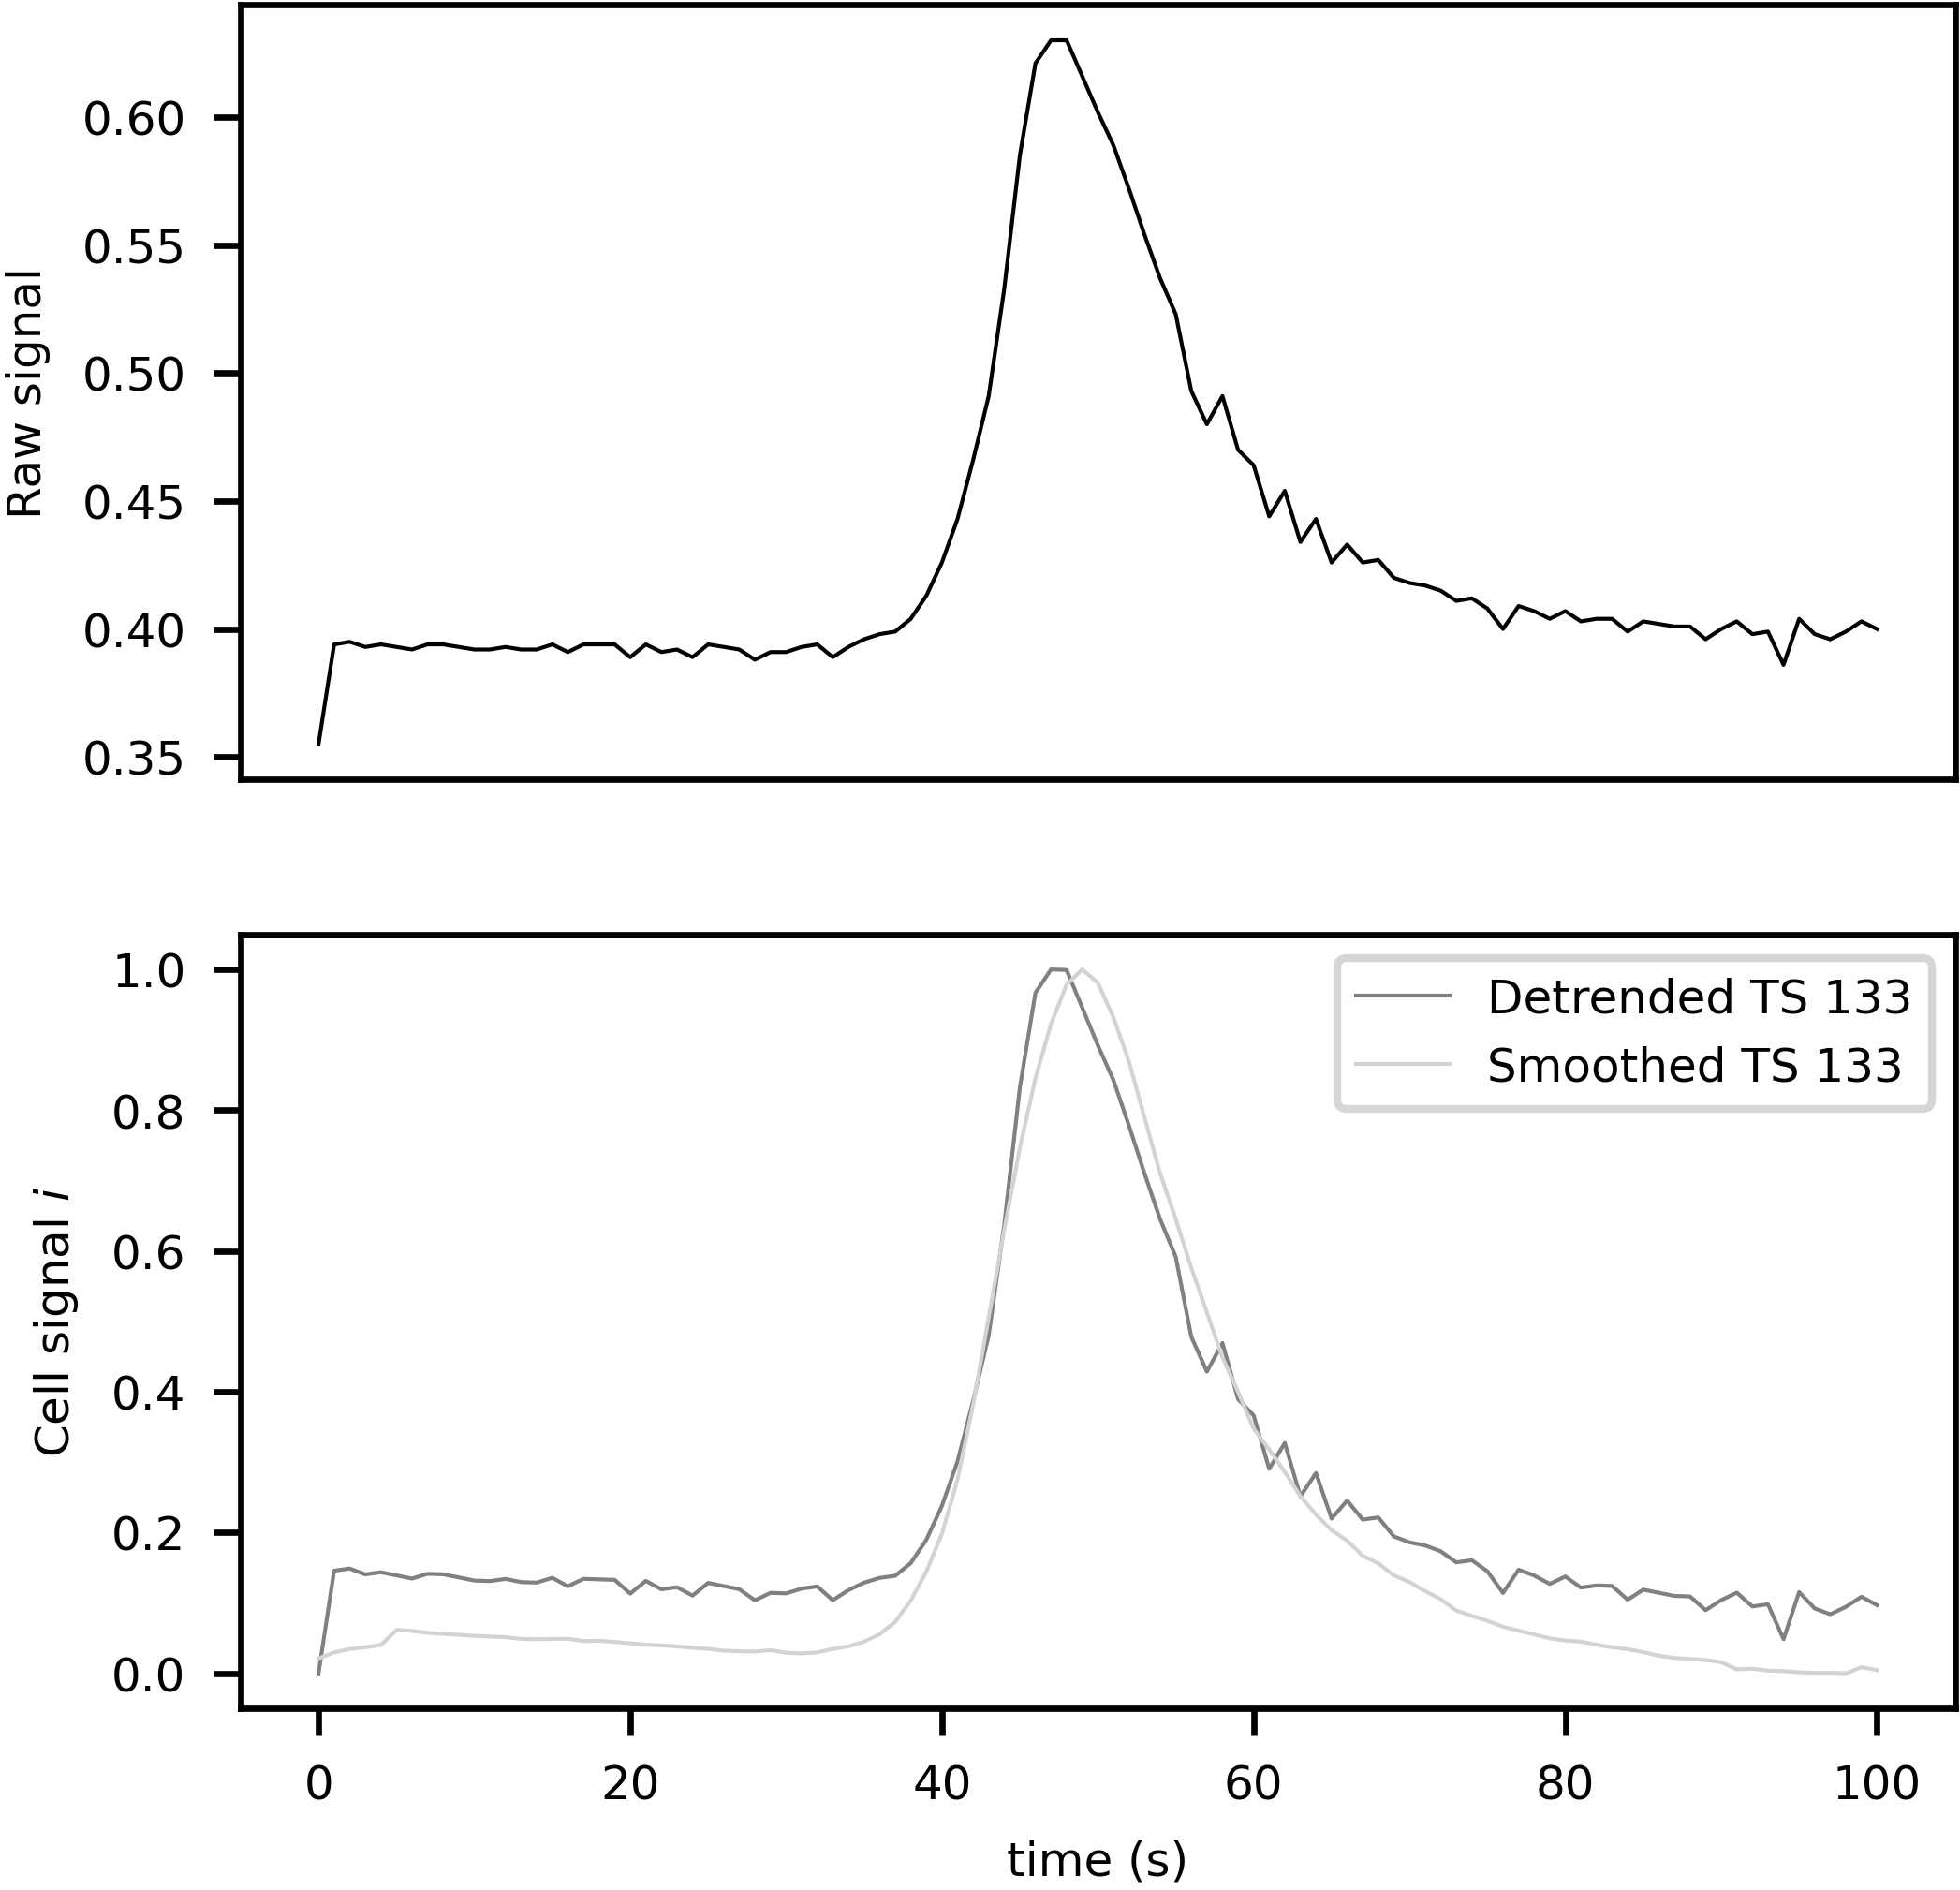 Raw signal
0.60
0.55
0.50
0.45
0.40
0.35
Cell signal i
1.0
0.8
0.6
0.4
0.2
0.0
Detrended TS 133
Smoothed TS 133
0 20 40 60 80 100
time (s)